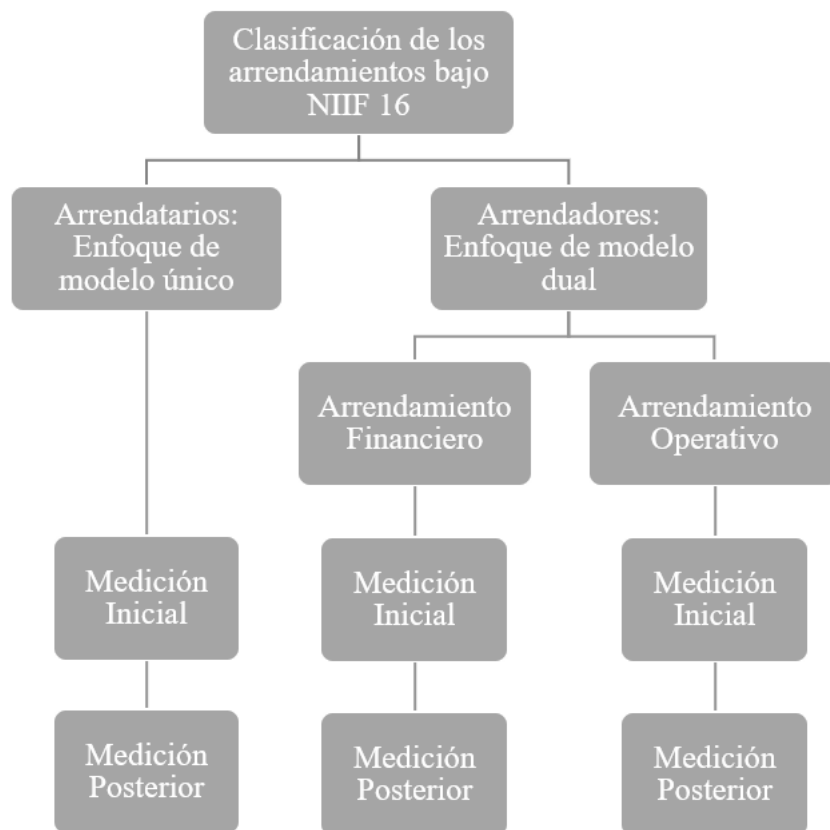 Clasificación de los
arrendamientos bajo
NIIF 16
Arrendatarios:
Enfoque de
modelo único
Arrendadores:
Enfoque de modelo
dual
Arrendamiento
Financiero
Arrendamiento
Operativo
Medición
Inicial
Medición
Inicial
Medición
Inicial
Medición
Posterior
Medición
Posterior
Medición
Posterior